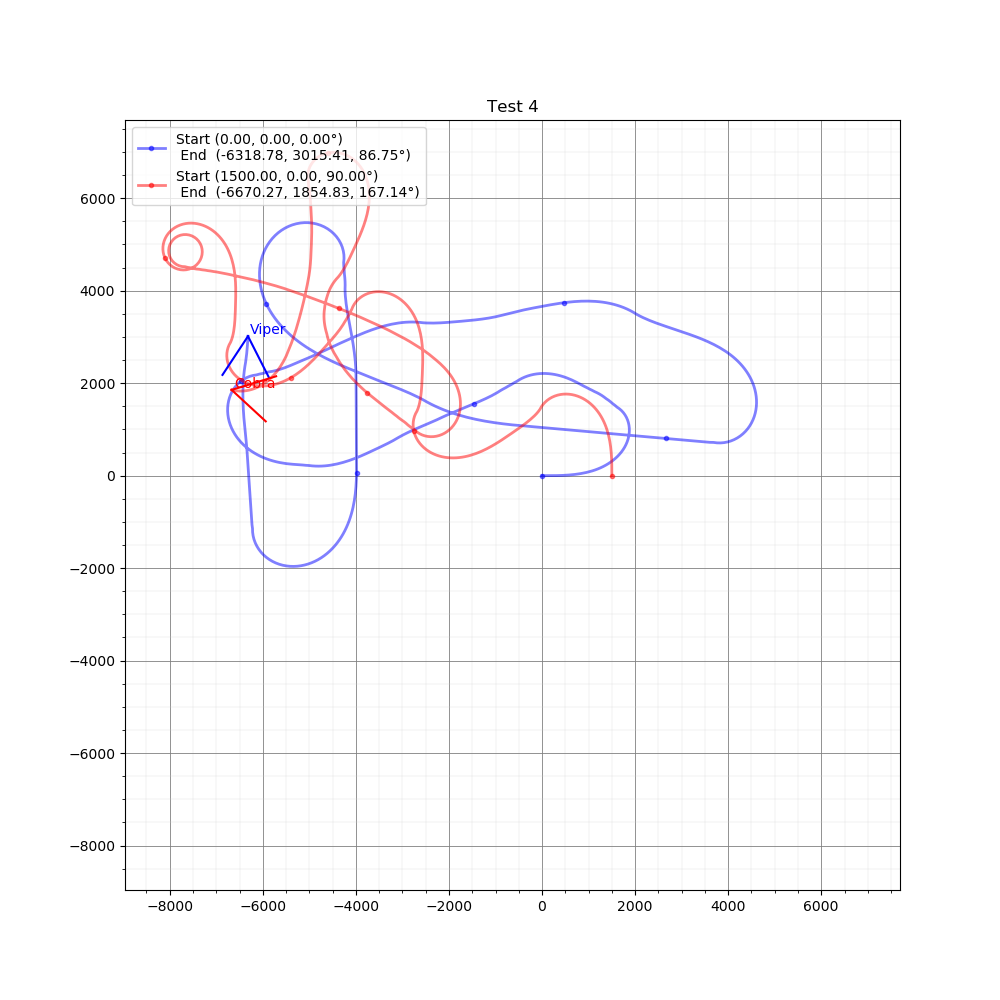 Test 4
Start (0.00, 0.00, 0.00°)
End (-6318.78, 3015.41, 86.75°)
Start (1500.00, 0.00, 90.00°)
End (-6670.27, 1854.83, 167.14°)
6000
4000
Viper
2000
Cobra
0
−2000
−4000
−6000
−8000
−8000 −6000 −4000 −2000 0 2000 4000 6000